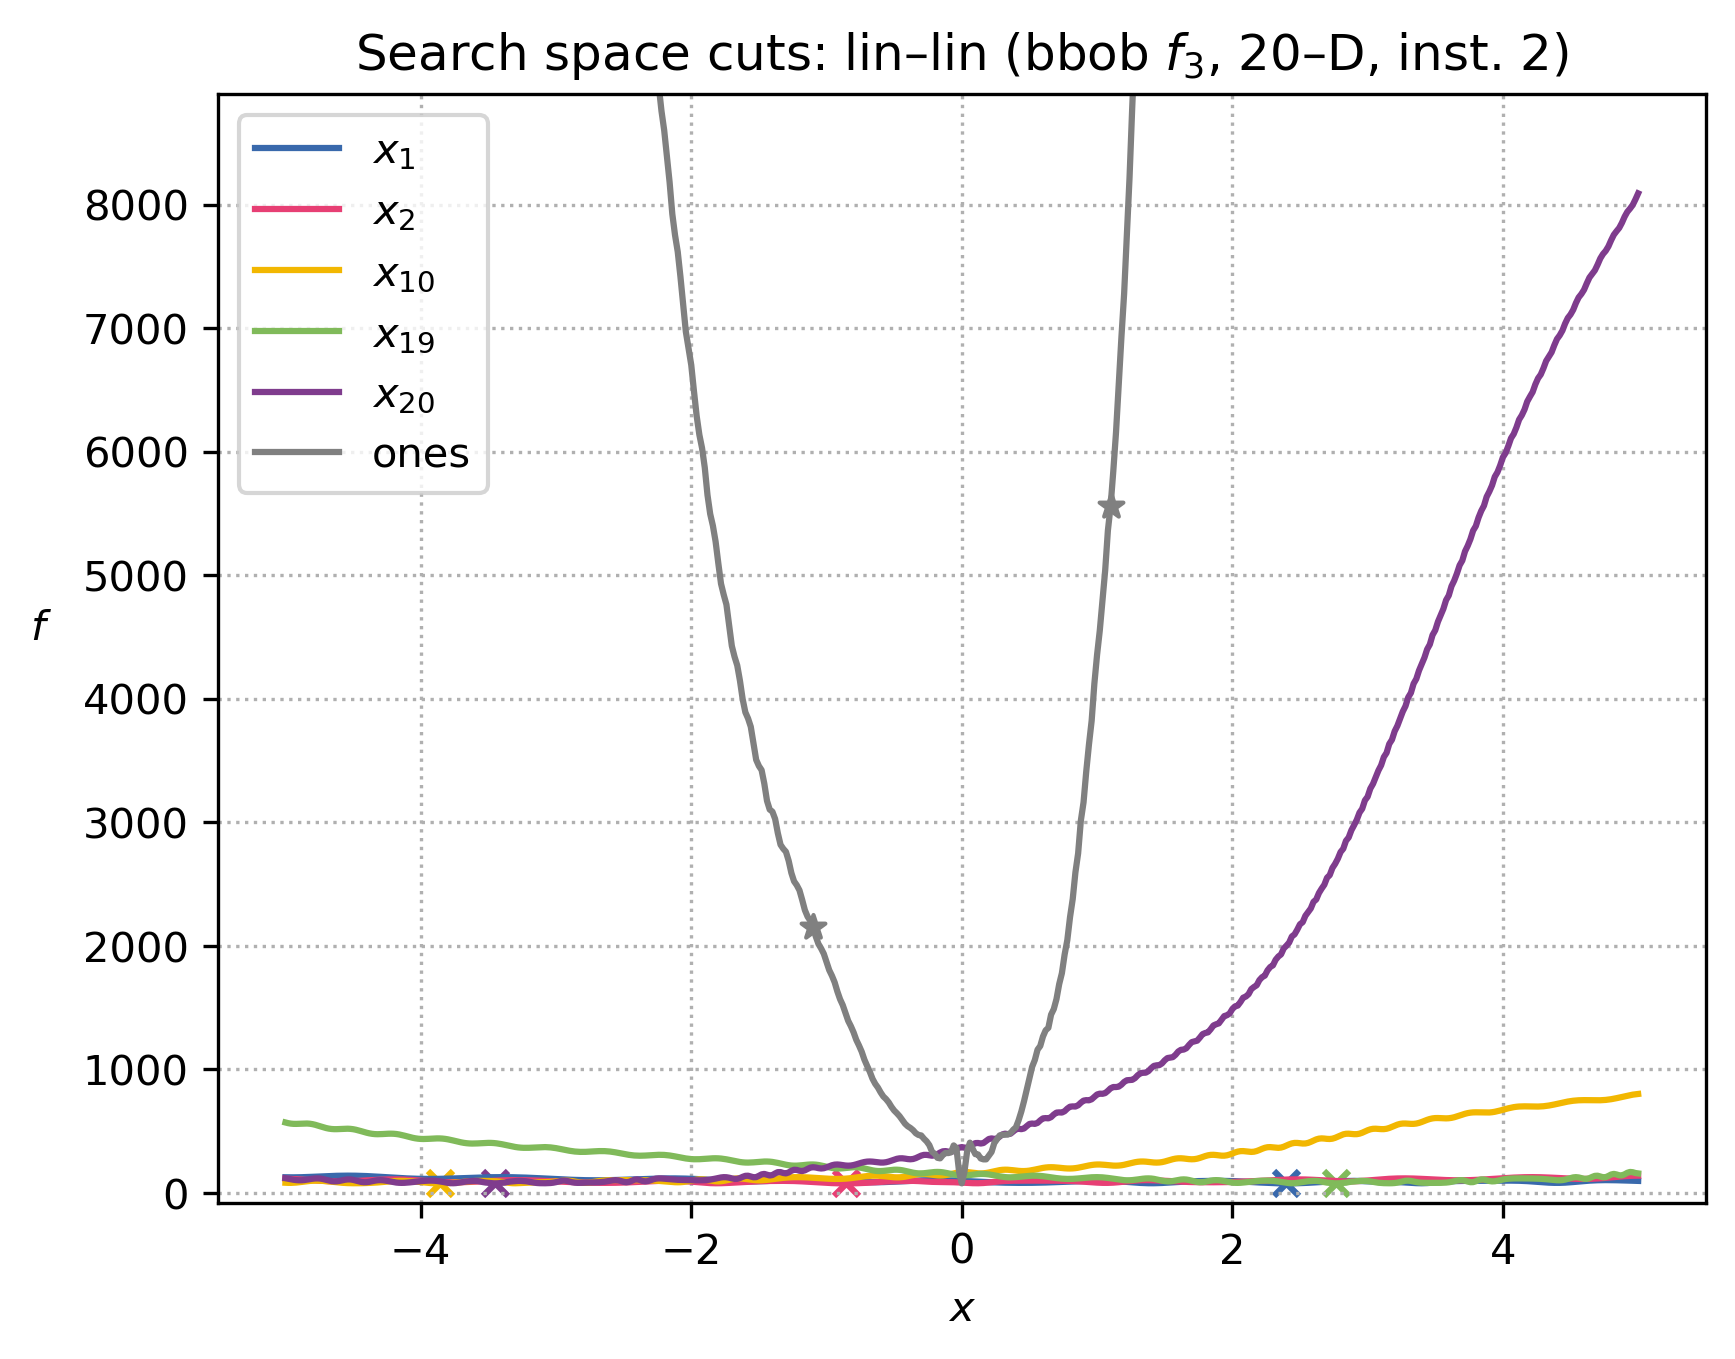 Search space cuts: lin–lin (bbob f₃, 20–D, inst. 2)
x₁
x₂
x₁₀
x₁₉
x₂₀
ones
8000
7000
6000
5000
4000
3000
2000
1000
0
f
−4 −2 0 2 4
x